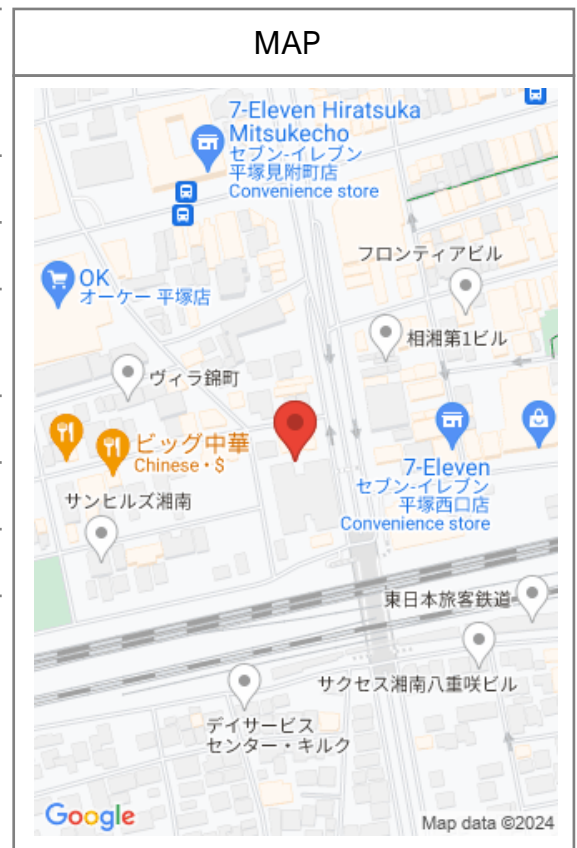 MAP
7-Eleven Hiratsuka
Mitsukecho
セブン-イレブン
平塚見附町店
Convenience store
フロンティアビル
OK
オーケー 平塚店
相湘第1ビル
ヴィラ錦町
ビッグ中華
Chinese・$
7-Eleven
セブン-イレブン
平塚西口店
Convenience store
サンヒルズ湘南
東日本旅客鉄道
サクセス湘南八重咲ビル
デイサービス
センター・キルク
Google
Map data ©2024